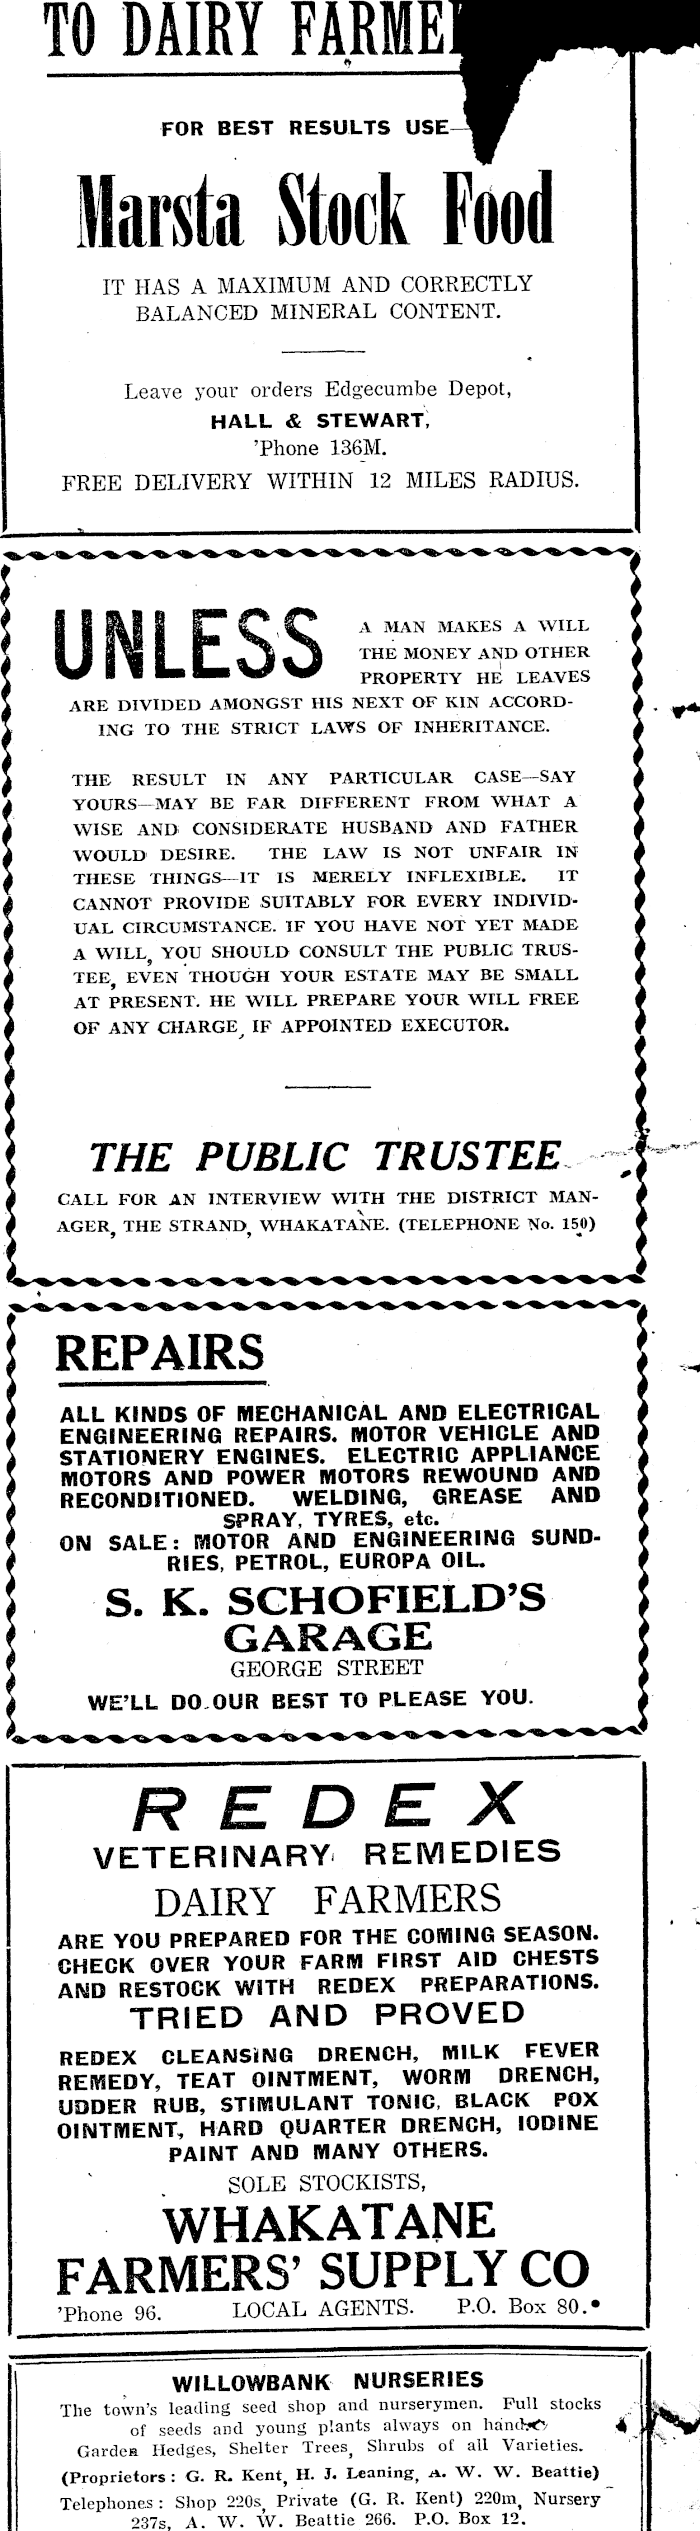 TO DAIRY
FOR BEST RESULTS USE—
Marsta Stock Food
IT HAS A MAXIMUM AND CORRECTLY
BALANCED MINERAL CONTENT.
Leave your orders Edgecumbe Depot,
HALL & STEWART,
'Phone 136M.
FREE DELIVERY WITHIN 12 MILES RADIUS.
UNLESS A MAN MAKES A WILL
THE MONEY AND OTHER
PROPERTY HE LEAVES
ARE DIVIDED AMONGST HIS NEXT OF KIN ACCORD-
ING TO THE STRICT LAWS OF INHERITANCE.
THE RESULT IN ANY PARTICULAR CASE—SAY
YOURS—MAY BE FAR DIFFERENT FROM WHAT A
WISE AND CONSIDERATE HUSBAND AND FATHER
WOULD DESIRE. THE LAW IS NOT UNFAIR IN
THESE THINGS—IT IS MERELY INFLEXIBLE. IT
CANNOT PROVIDE SUITABLY FOR EVERY INDIVID-
UAL CIRCUMSTANCE. IF YOU HAVE NOT YET MADE
A WILL, YOU SHOULD CONSULT THE PUBLIC TRUS-
TEE, EVEN THOUGH YOUR ESTATE MAY BE SMALL
AT PRESENT. HE WILL PREPARE YOUR WILL FREE
OF ANY CHARGE, IF APPOINTED EXECUTOR.
THE PUBLIC TRUSTEE
CALL FOR AN INTERVIEW WITH THE DISTRICT MAN-
AGER, THE STRAND, WHAKATANE. (TELEPHONE No. 150)
REPAIRS
ALL KINDS OF MECHANICAL AND ELECTRICAL
ENGINEERING REPAIRS. MOTOR VEHICLE AND
STATIONERY ENGINES. ELECTRIC APPLIANCE
MOTORS AND POWER MOTORS REWOUND AND
RECONDITIONED. WELDING, GREASE AND
SPRAY, TYRES, etc.
ON SALE: MOTOR AND ENGINEERING SUND-
RIES, PETROL, EUROPA OIL.
S. K. SCHOFIELD'S
GARAGE
GEORGE STREET
WE'LL DO OUR BEST TO PLEASE YOU.
REDEX
VETERINARY REMEDIES
DAIRY FARMERS
ARE YOU PREPARED FOR THE COMING SEASON.
CHECK OVER YOUR FARM FIRST AID CHESTS
AND RESTOCK WITH REDEX PREPARATIONS.
TRIED AND PROVED
REDEX CLEANSING DRENCH, MILK FEVER
REMEDY, TEAT OINTMENT, WORM DRENCH,
UDDER RUB, STIMULANT TONIC, BLACK POX
OINTMENT, HARD QUARTER DRENCH, IODINE
PAINT AND MANY OTHERS.
SOLE STOCKISTS,
WHAKATANE
FARMERS' SUPPLY CO
'Phone 96. LOCAL AGENTS. P.O. Box 80.
WILLOWBANK NURSERIES
The town's leading seed shop and nurserymen. Full stocks
of seeds and young plants always on hand.
Garden Hedges, Shelter Trees, Shrubs of all Varieties.
(Proprietors: G. R. Kent, H. J. Leaning, A. W. W. Beattie)
Telephones: Shop 220s, Private (G. R. Kent) 220m, Nursery
237s, A. W. W. Beattie 266. P.O. Box 12.